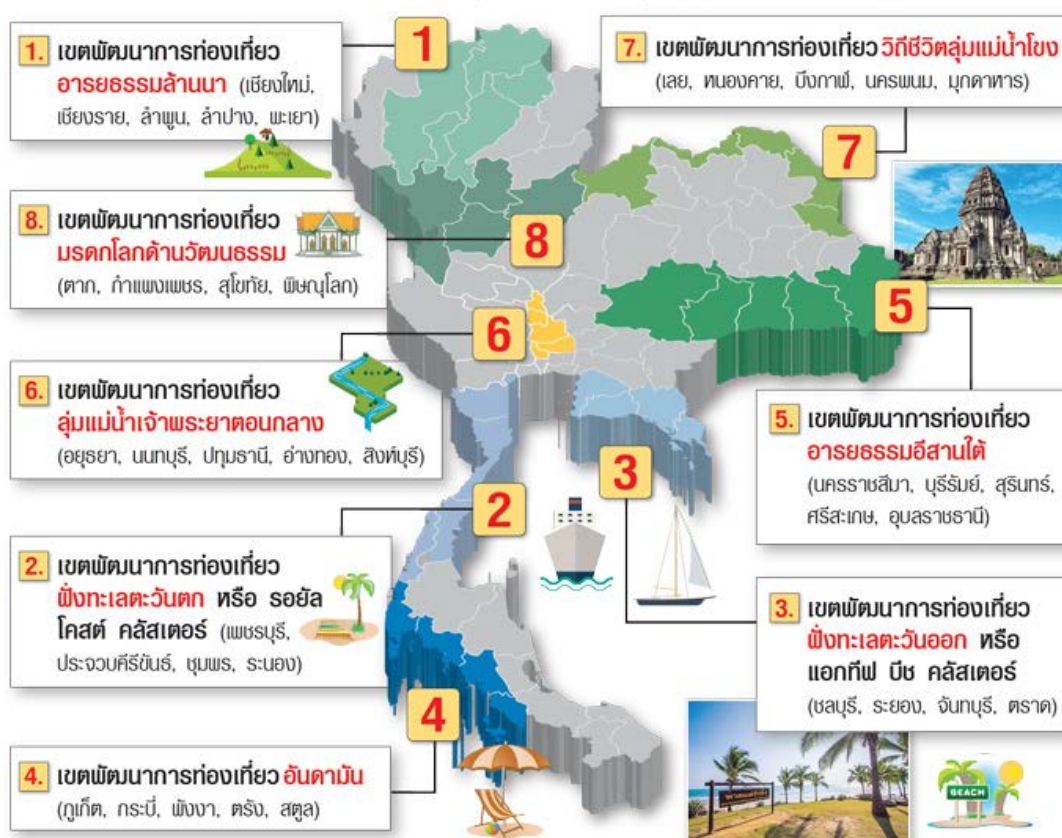 1. เขตพัฒนาการท่องเที่ยว
อารยธรรมล้านนา (เชียงใหม่,
เชียงราย, ลำพูน, ลำปาง, พะเยา)
1
7. เขตพัฒนาการท่องเที่ยว วิถีชีวิตลุ่มแม่น้ำโขง
(เลย, หนองคาย, บึงกาฬ, นครพนม, มุกดาหาร)
7
8. เขตพัฒนาการท่องเที่ยว
มรดกโลกด้านวัฒนธรรม
(ตาก, กำแพงเพชร, สุโขทัย, พิษณุโลก)
8
5
6
6. เขตพัฒนาการท่องเที่ยว
ลุ่มแม่น้ำเจ้าพระยาตอนกลาง
(อยุธยา, นนทบุรี, ปทุมธานี, อ่างทอง, สิงห์บุรี)
5. เขตพัฒนาการท่องเที่ยว
อารยธรรมอีสานใต้
(นครราชสีมา, บุรีรัมย์, สุรินทร์,
ศรีสะเกษ, อุบลราชธานี)
3
2
2. เขตพัฒนาการท่องเที่ยว
ฝั่งทะเลตะวันตก หรือ รอยัล
โคสต์ คลัสเตอร์ (เพชรบุรี,
ประจวบคีรีขันธ์, ชุมพร, ระนอง)
3. เขตพัฒนาการท่องเที่ยว
ฝั่งทะเลตะวันออก หรือ
แอกทีฟ บีช คลัสเตอร์
(ชลบุรี, ระยอง, จันทบุรี, ตราด)
4
4. เขตพัฒนาการท่องเที่ยว อันดามัน
(ภูเก็ต, กระบี่, พังงา, ตรัง, สตูล)
BEACH